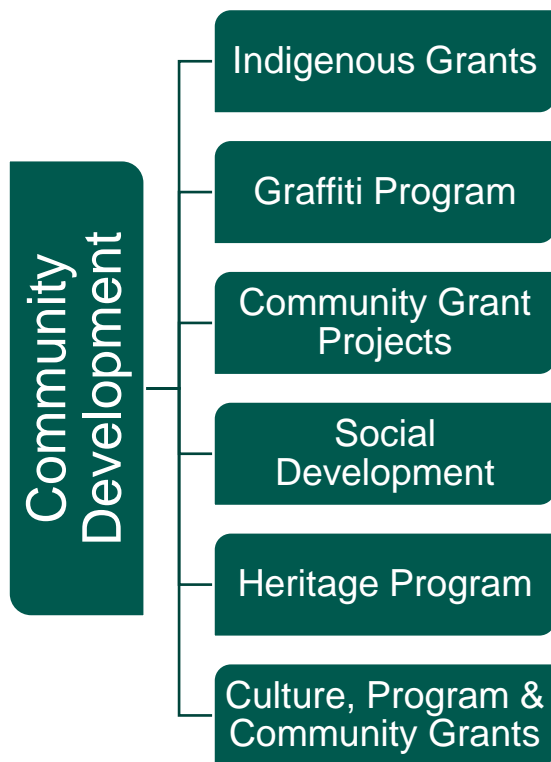 Community
Development
Indigenous Grants
Graffiti Program
Community Grant
Projects
Social
Development
Heritage Program
Culture, Program &
Community Grants